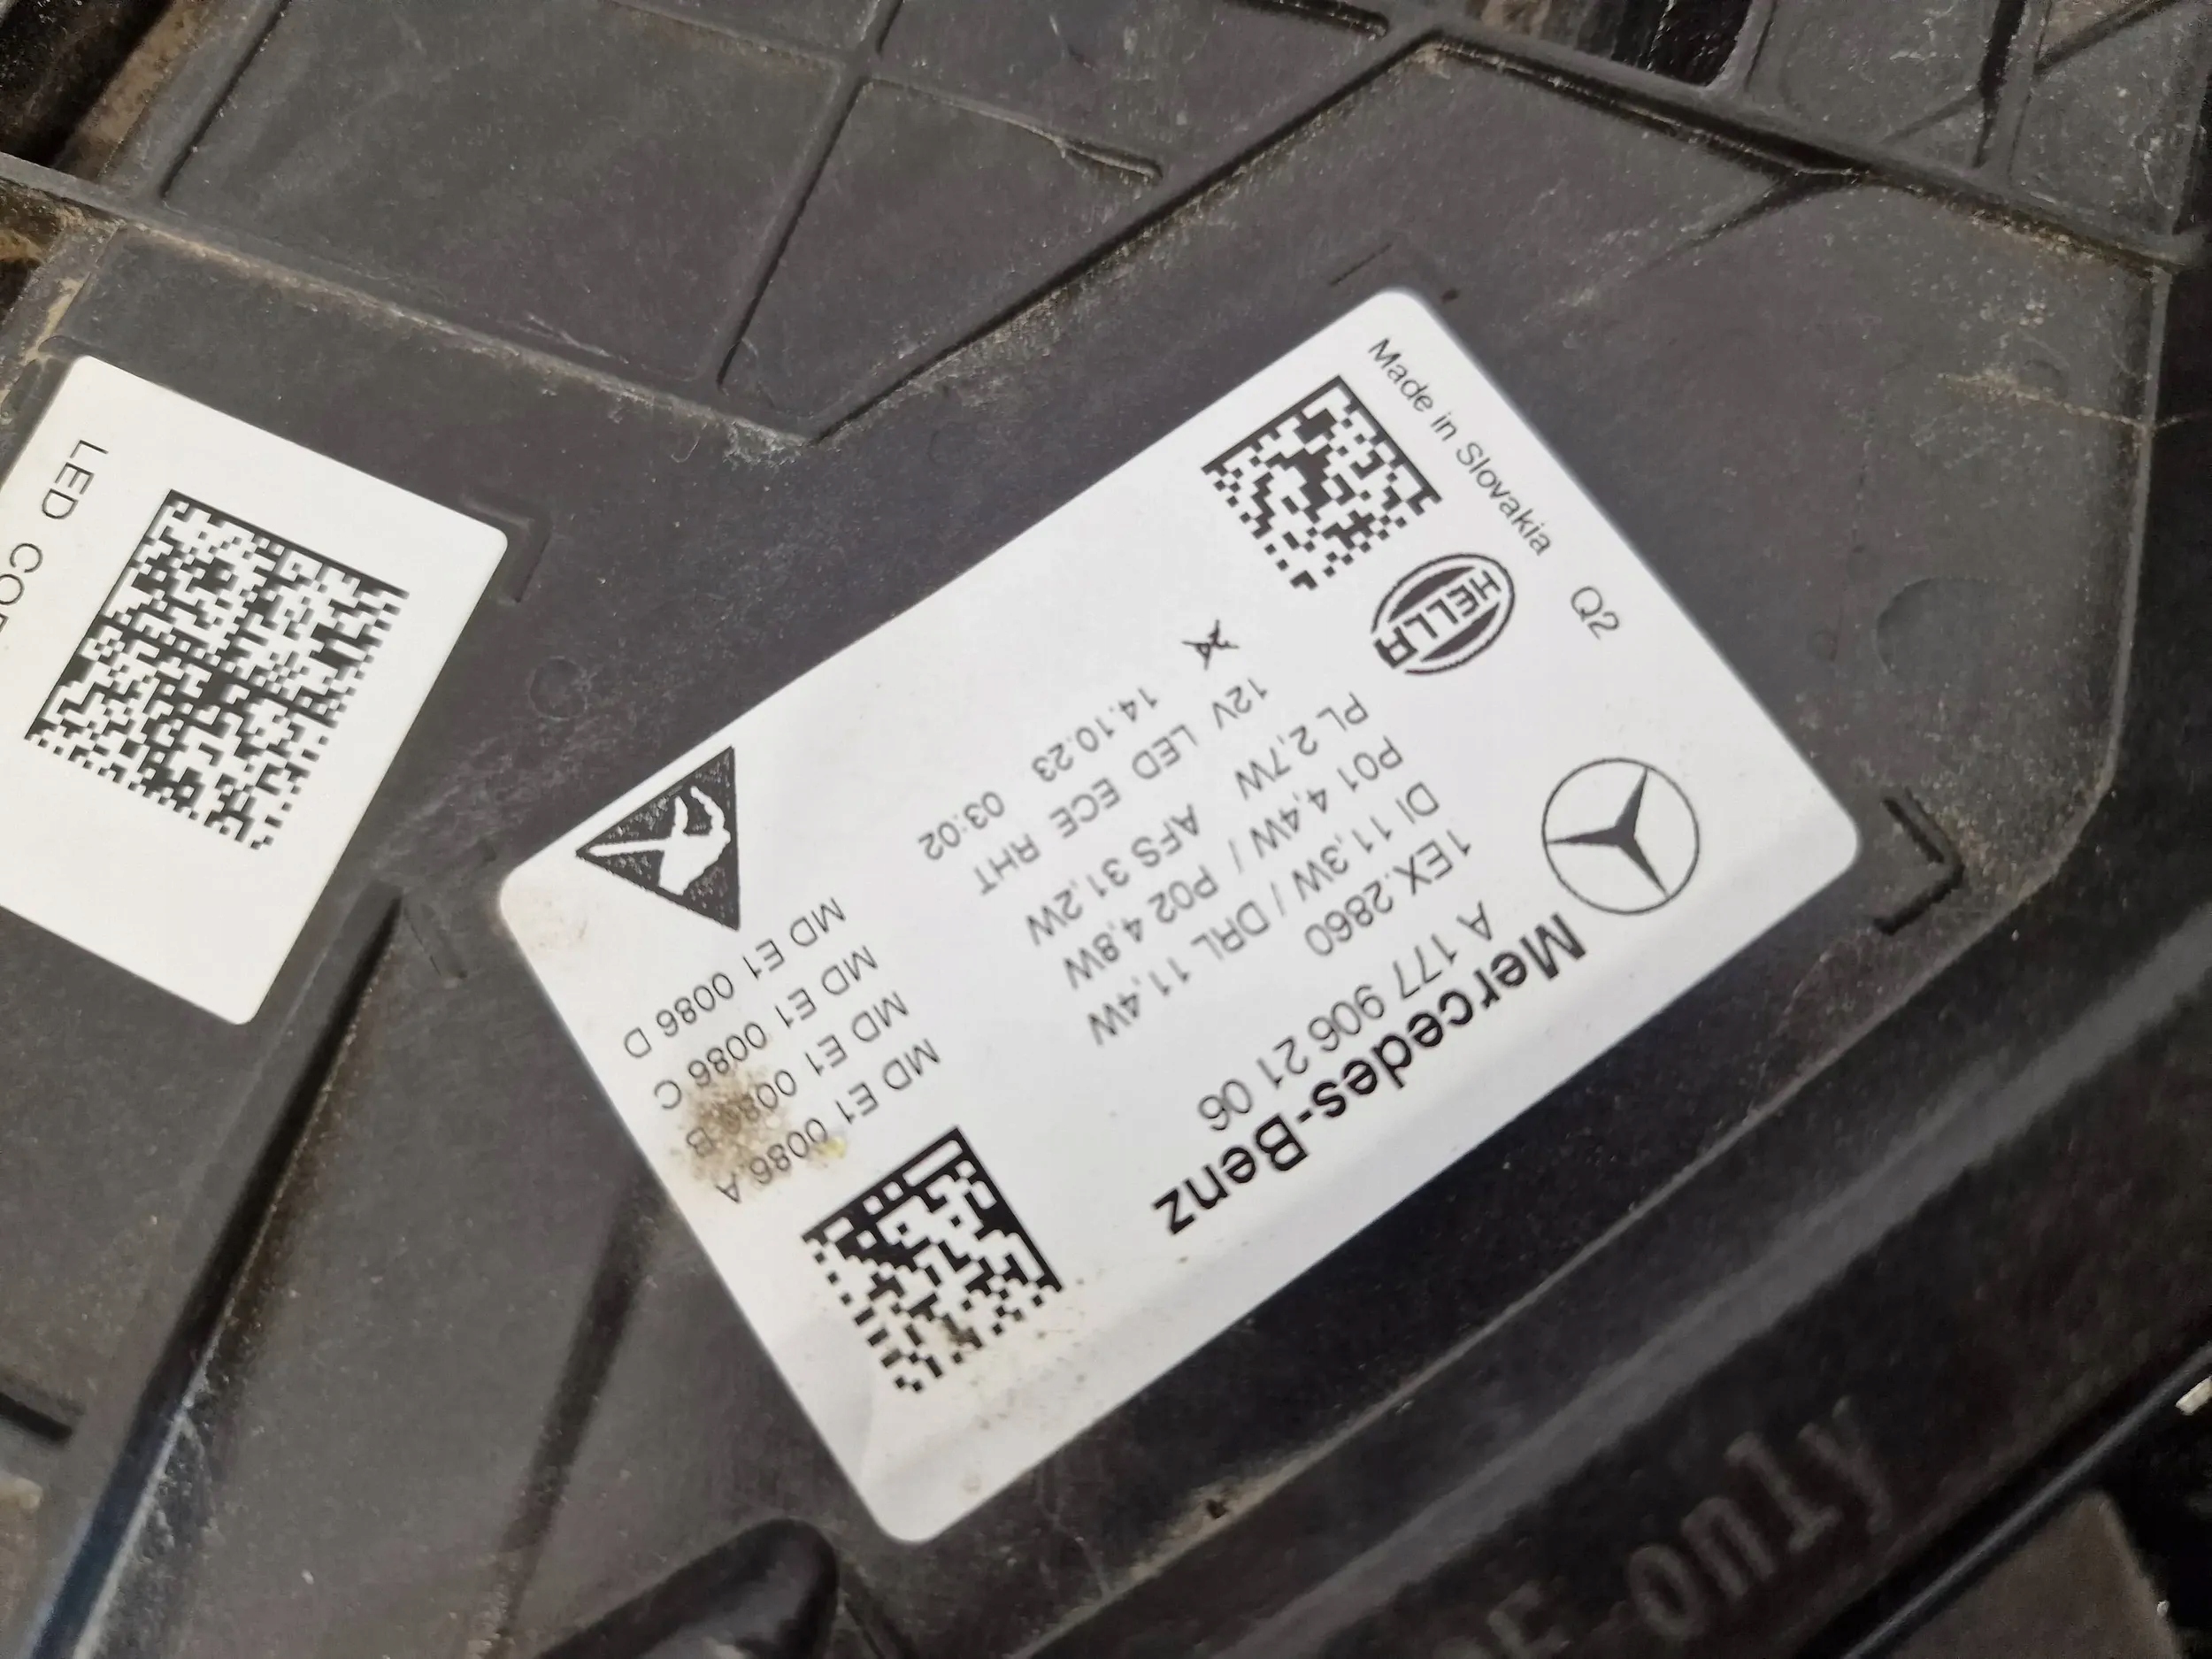 Mercedes-Benz
A 177 906 21 06
1EX.2860
DI 11,3W / DRL 11,4W
P01 4,4W / P02 4,8W
PL 2,7W AFS 31,2W
12V LED ECE RHT
14.10.23 03:02
HELLA
Made in Slovakia
Q2
MD E1 0086 A
MD E1 0086 B
MD E1 0086 C
MD E1 0086 D
LED
only